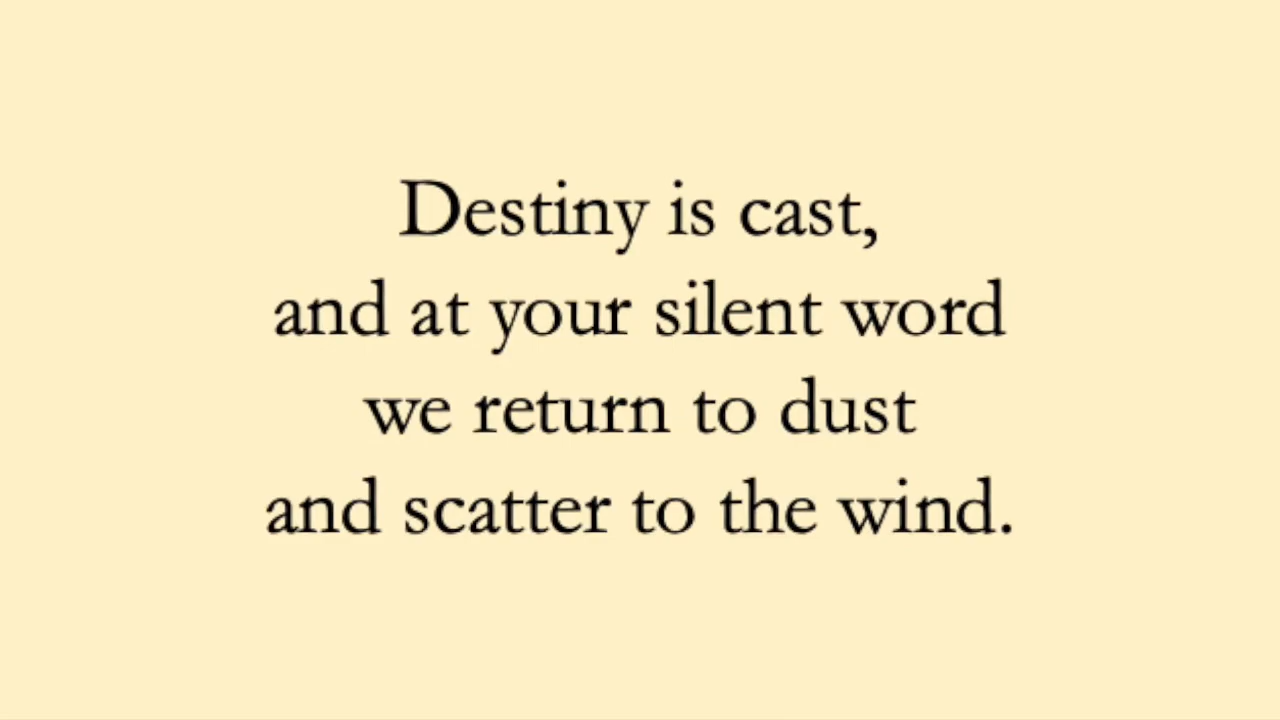 Destiny is cast,
and at your silent word
we return to dust
and scatter to the wind.